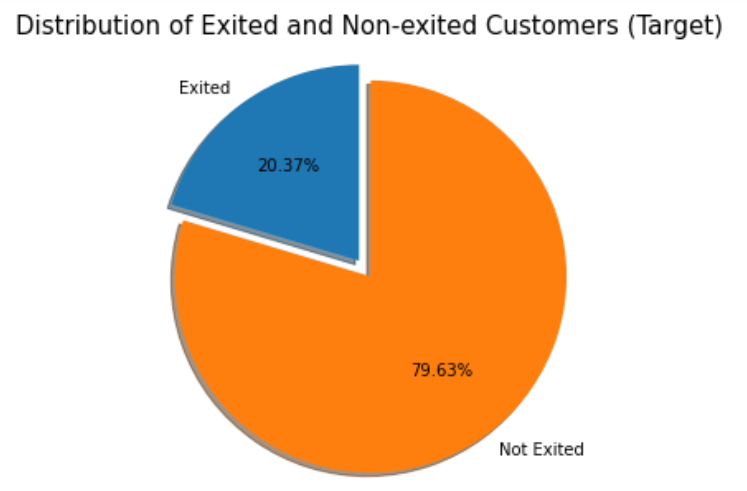 Distribution of Exited and Non-exited Customers (Target)
Exited
20.37%
79.63%
Not Exited